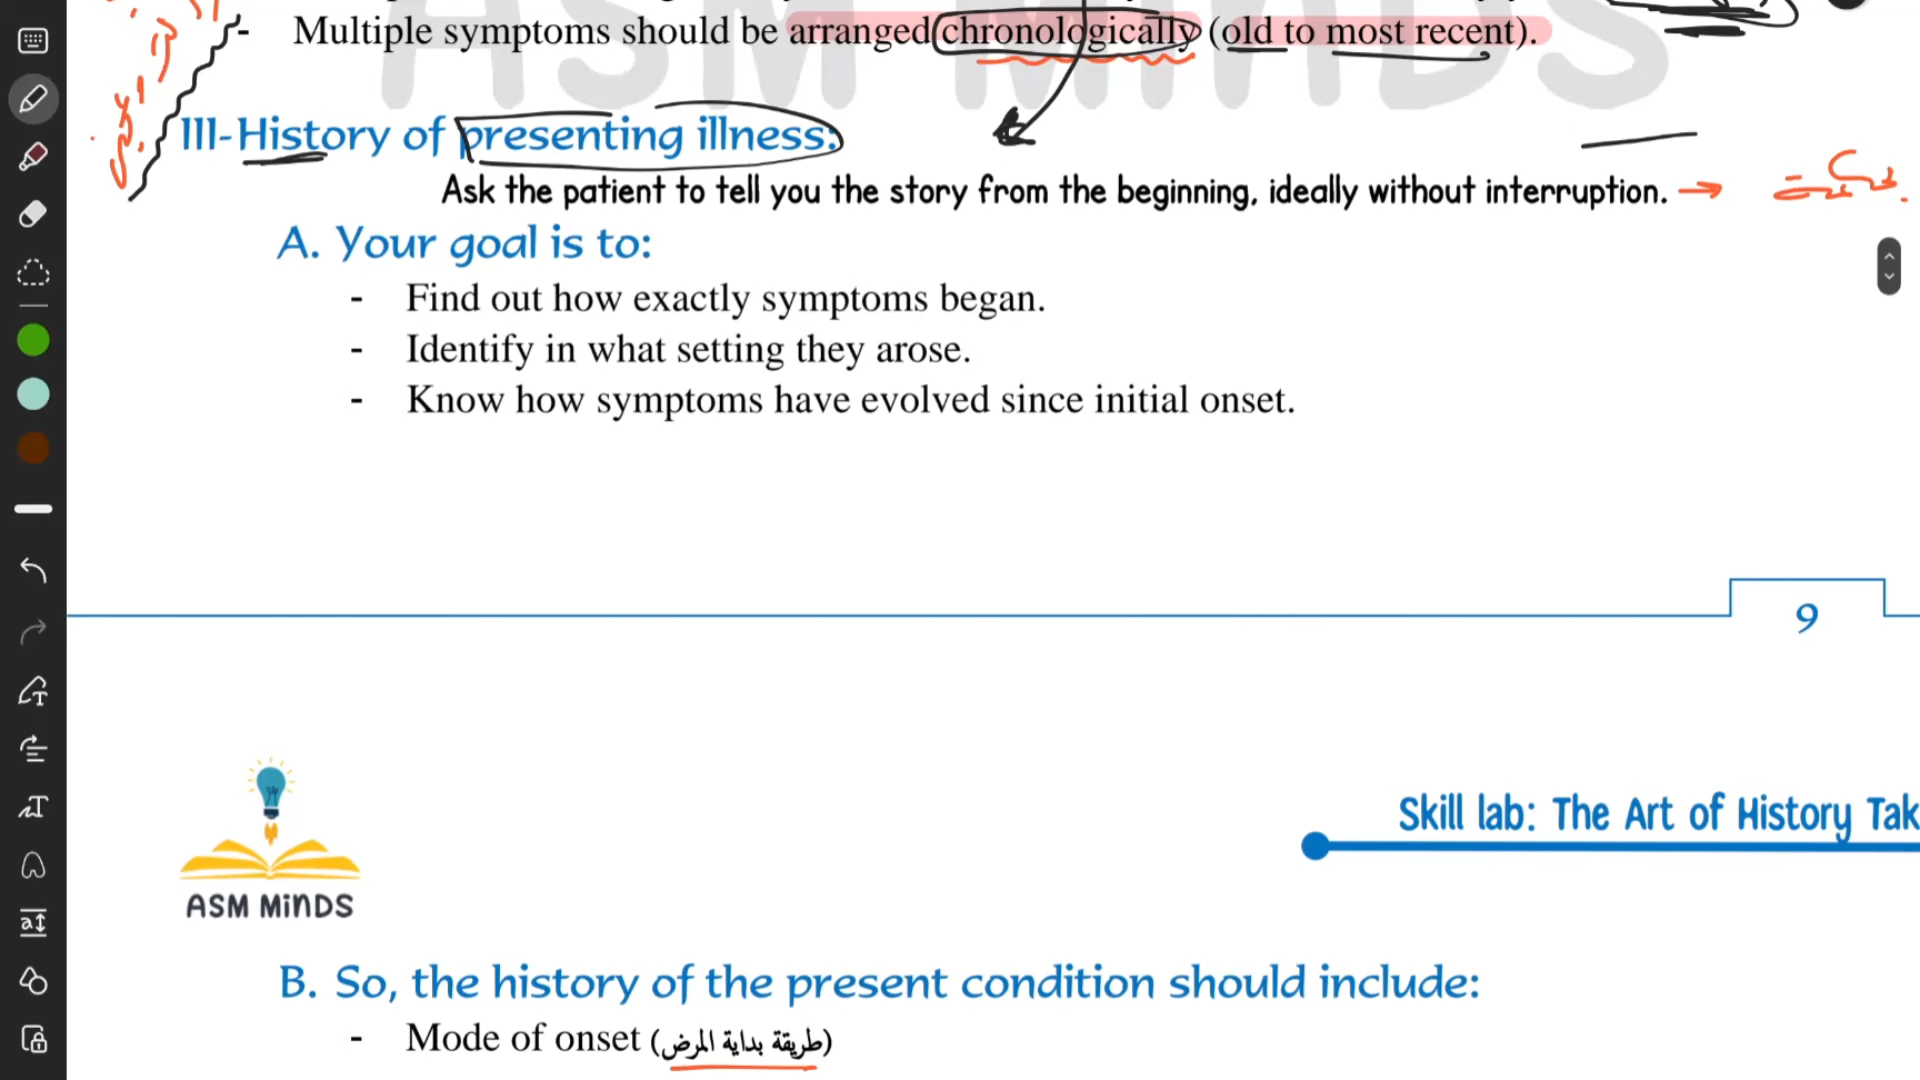 - Multiple symptoms should be arranged chronologically (old to most recent).
III-History of presenting illness:
Ask the patient to tell you the story from the beginning, ideally without interruption. →
A. Your goal is to:
- Find out how exactly symptoms began.
- Identify in what setting they arose.
- Know how symptoms have evolved since initial onset.
9
ASM MiNDS
Skill lab: The Art of History Tak
B. So, the history of the present condition should include:
- Mode of onset (طريقة بداية المرض)